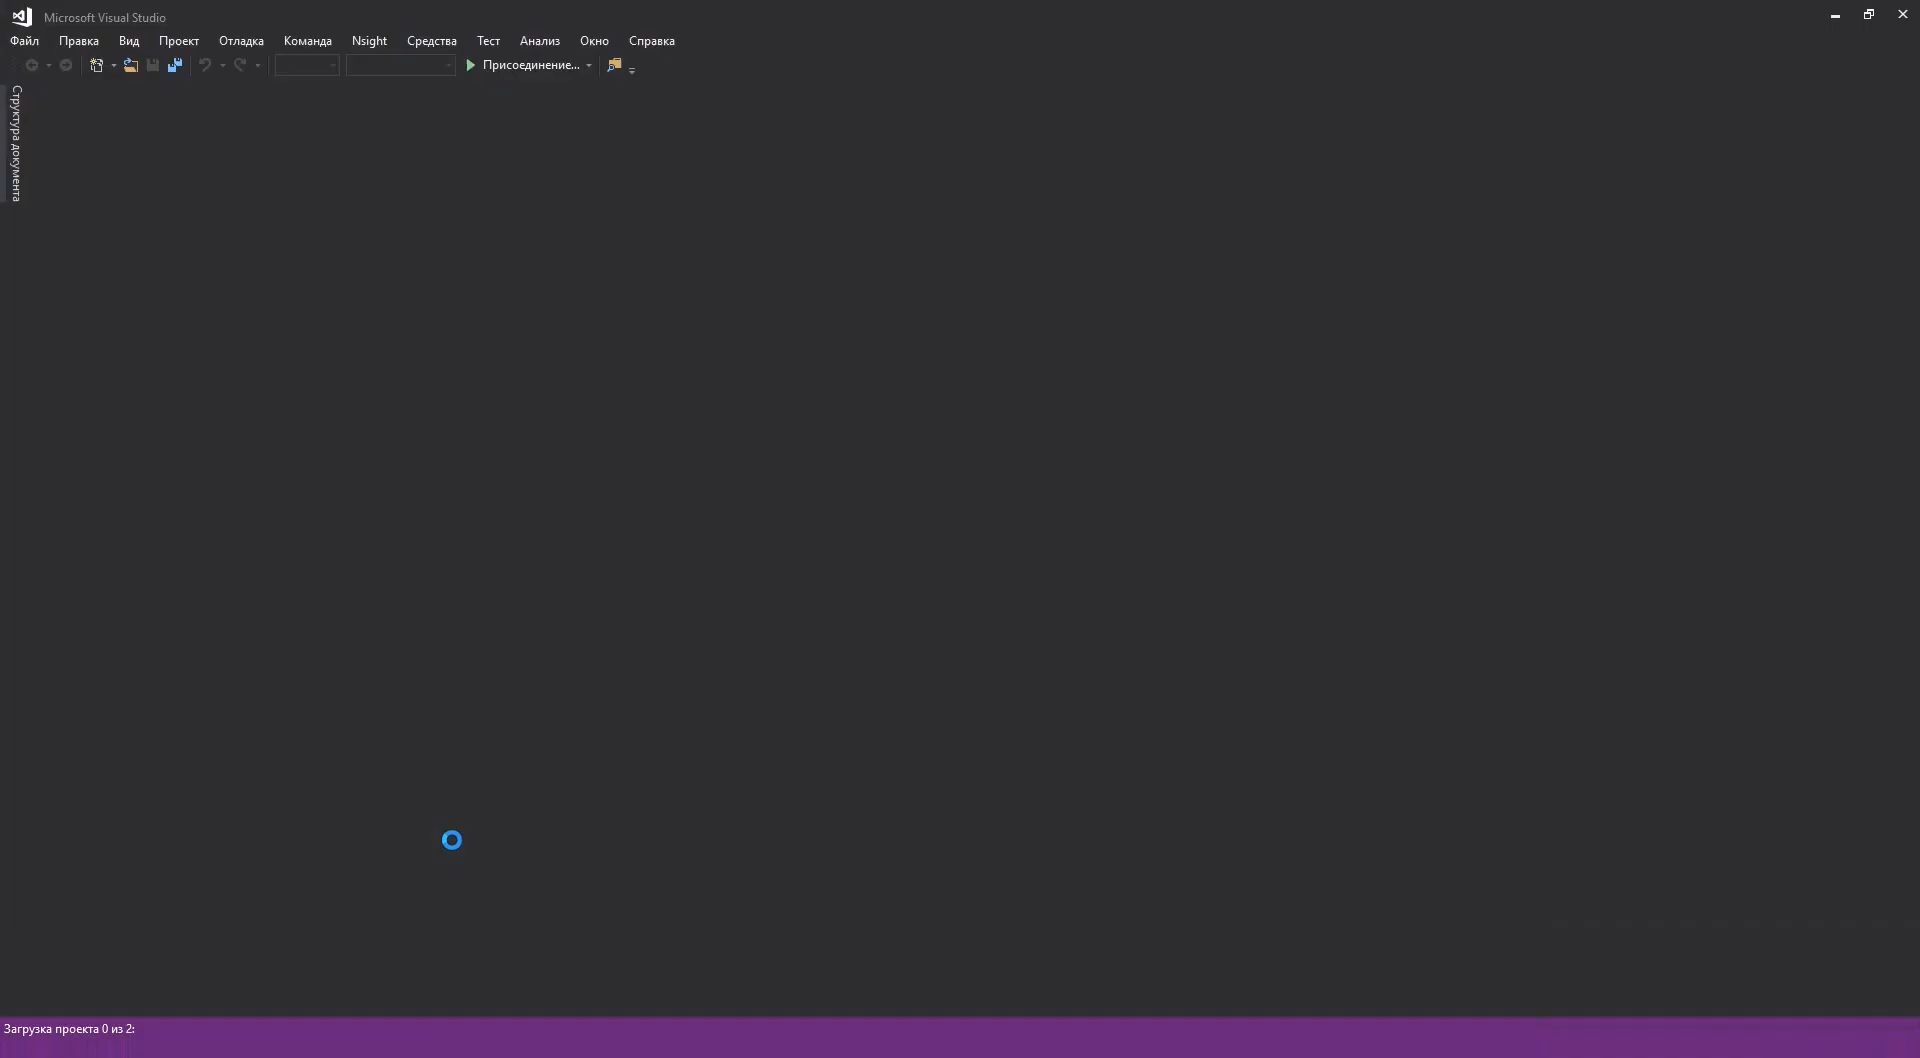 Microsoft Visual Studio
Файл Правка Вид Проект Отладка Команда Nsight Средства Тест Анализ Окно Справка
Присоединение...
Структура документа
Загрузка проекта 0 из 2: